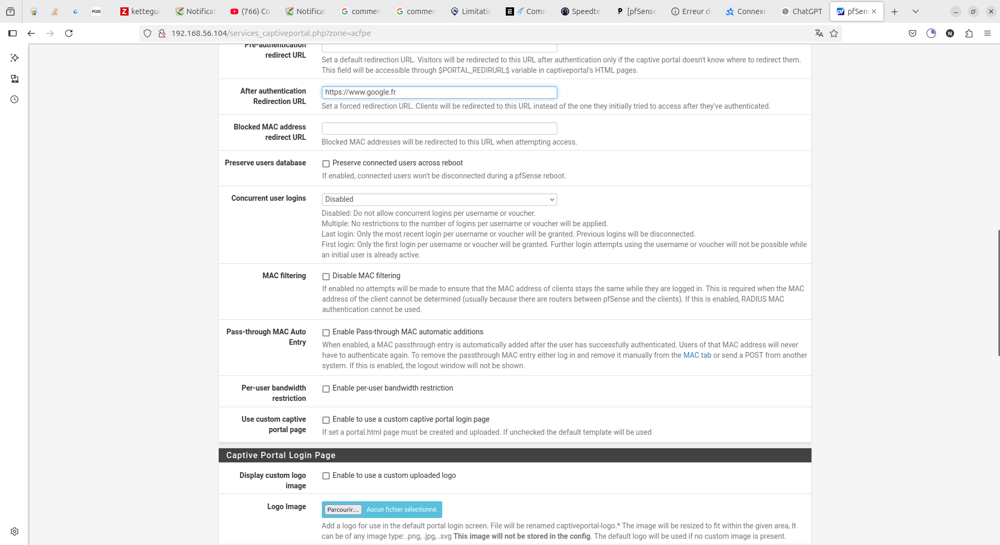 PC2S
kettegui
Notificat
(766) Co
Notificat
commen
commen
Limitatio
Comm
Speedte
[pfSense
Erreur d
Connexi
ChatGPT
pfSens
192.168.56.104/services_captiveportal.php?zone=acfpe
Pre-authentication
redirect URL
Set a default redirection URL. Visitors will be redirected to this URL after authentication only if the captive portal doesn't know where to redirect them.
This field will be accessible through $PORTAL_REDIRURL$ variable in captiveportal's HTML pages.
After authentication
Redirection URL
https://www.google.fr
Set a forced redirection URL. Clients will be redirected to this URL instead of the one they initially tried to access after they've authenticated.
Blocked MAC address
redirect URL
Blocked MAC addresses will be redirected to this URL when attempting access.
Preserve users database
Preserve connected users across reboot
If enabled, connected users won't be disconnected during a pfSense reboot.
Concurrent user logins
Disabled
Disabled: Do not allow concurrent logins per username or voucher.
Multiple: No restrictions to the number of logins per username or voucher will be applied.
Last login: Only the most recent login per username or voucher will be granted. Previous logins will be disconnected.
First login: Only the first login per username or voucher will be granted. Further login attempts using the username or voucher will not be possible while
an initial user is already active.
MAC filtering
Disable MAC filtering
If enabled no attempts will be made to ensure that the MAC address of clients stays the same while they are logged in. This is required when the MAC
address of the client cannot be determined (usually because there are routers between pfSense and the clients). If this is enabled, RADIUS MAC
authentication cannot be used.
Pass-through MAC Auto
Entry
Enable Pass-through MAC automatic additions
When enabled, a MAC passthrough entry is automatically added after the user has successfully authenticated. Users of that MAC address will never
have to authenticate again. To remove the passthrough MAC entry either log in and remove it manually from the MAC tab or send a POST from another
system. If this is enabled, the logout window will not be shown.
Per-user bandwidth
restriction
Enable per-user bandwidth restriction
Use custom captive
portal page
Enable to use a custom captive portal login page
If set a portal.html page must be created and uploaded. If unchecked the default template will be used
Captive Portal Login Page
Display custom logo
image
Enable to use a custom uploaded logo
Logo Image
Parcourir... Aucun fichier sélectionné.
Add a logo for use in the default portal login screen. File will be renamed captiveportal-logo.* The image will be resized to fit within the given area, It
can be of any image type: .png, .jpg, .svg This image will not be stored in the config. The default logo will be used if no custom image is present.